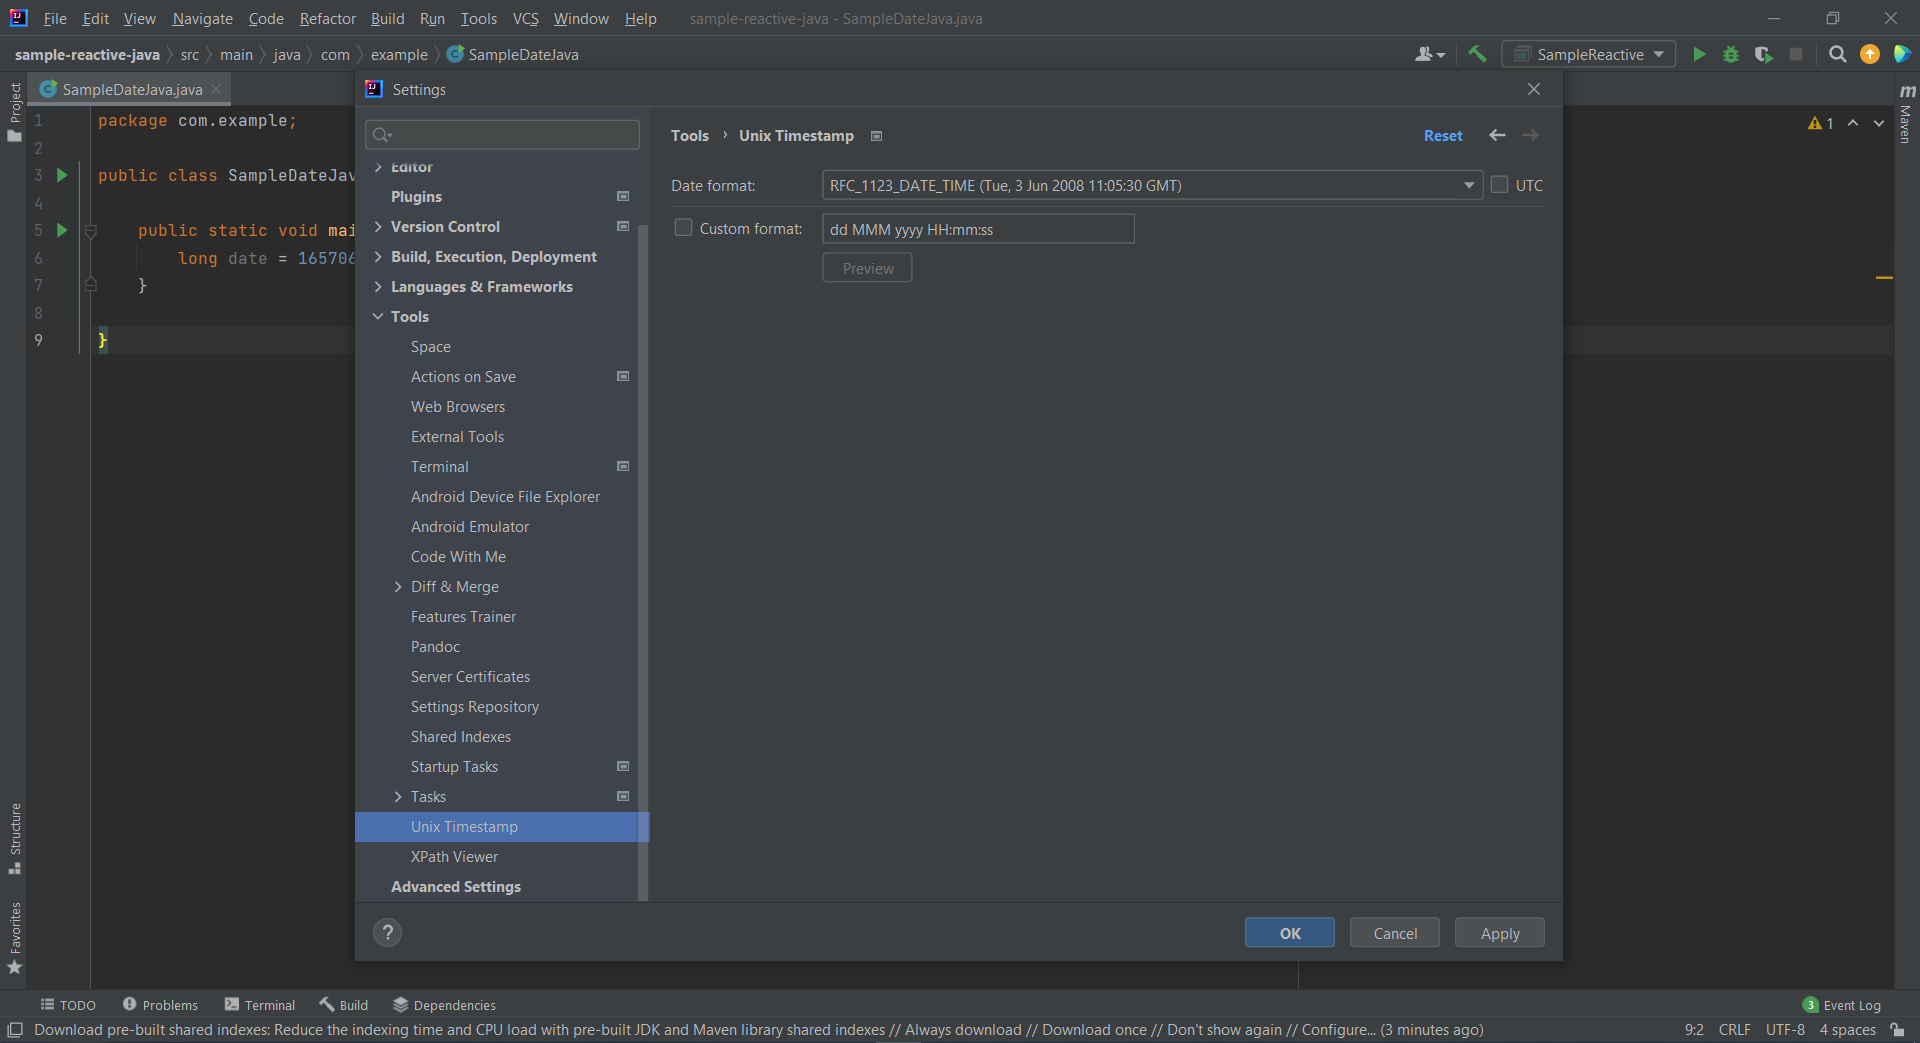 File Edit View Navigate Code Refactor Build Run Tools VCS Window Help sample-reactive-java - SampleDateJava.java
sample-reactive-java src main java com example SampleDateJava SampleReactive
SampleDateJava.java
Project
Maven
Structure
Favorites
1 package com.example;
2
3 public class SampleDateJav
4
5 public static void mai
6 long date = 165706
7 }
8
9 }
1
Settings
Editor
Plugins
Version Control
Build, Execution, Deployment
Languages & Frameworks
Tools
Space
Actions on Save
Web Browsers
External Tools
Terminal
Android Device File Explorer
Android Emulator
Code With Me
Diff & Merge
Features Trainer
Pandoc
Server Certificates
Settings Repository
Shared Indexes
Startup Tasks
Tasks
Unix Timestamp
XPath Viewer
Advanced Settings
Tools › Unix Timestamp Reset
Date format: RFC_1123_DATE_TIME (Tue, 3 Jun 2008 11:05:30 GMT) UTC
Custom format: dd MMM yyyy HH:mm:ss
Preview
? OK Cancel Apply
TODO Problems Terminal Build Dependencies 3 Event Log
Download pre-built shared indexes: Reduce the indexing time and CPU load with pre-built JDK and Maven library shared indexes // Always download // Download once // Don't show again // Configure... (3 minutes ago) 9:2 CRLF UTF-8 4 spaces